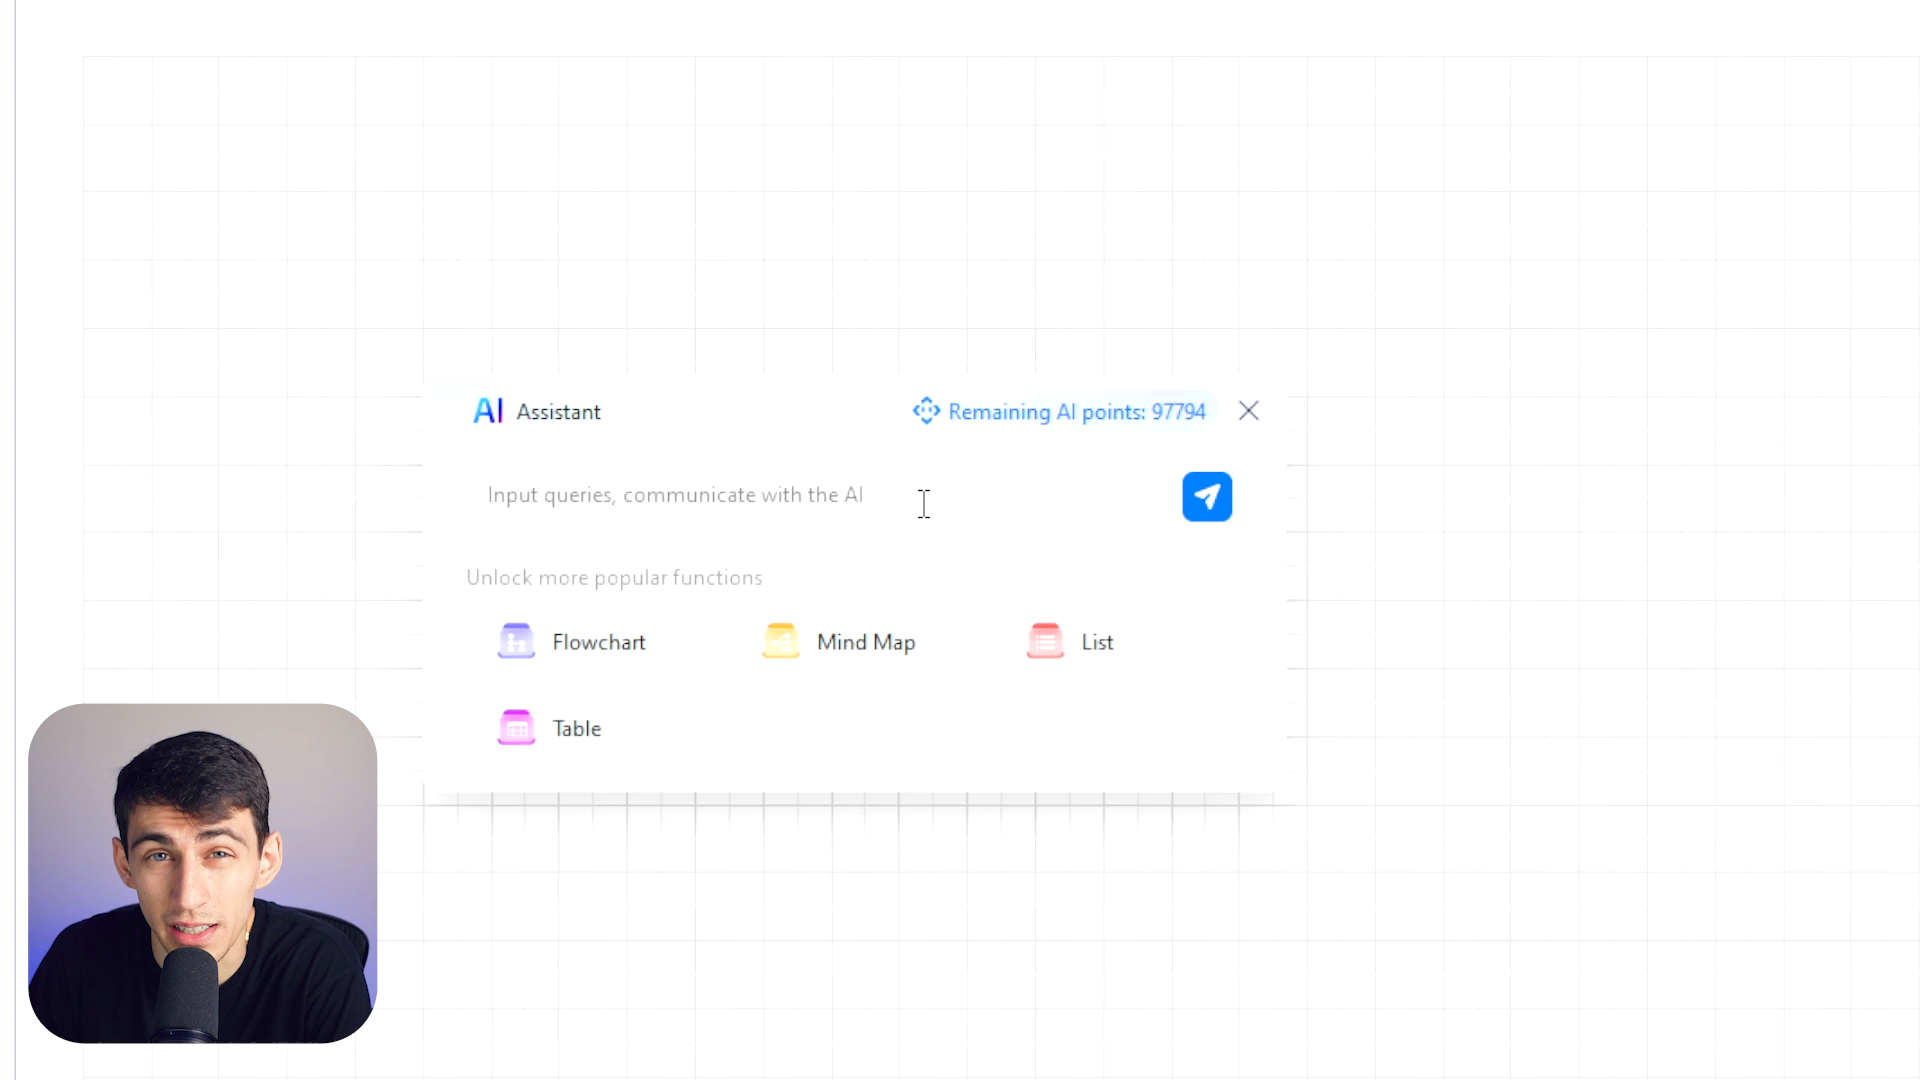 AI Assistant
Remaining AI points: 97794
Input queries, communicate with the AI
Unlock more popular functions
Flowchart
Mind Map
List
Table